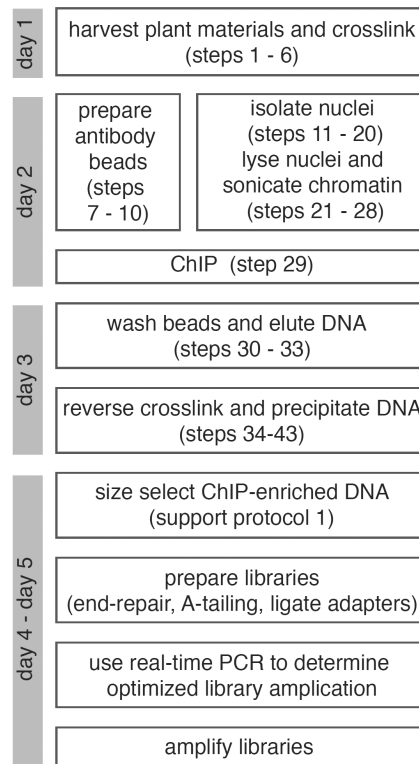 day 1
harvest plant materials and crosslink
(steps 1 - 6)
day 2
prepare
antibody
beads
(steps
7 - 10)
isolate nuclei
(steps 11 - 20)
lyse nuclei and
sonicate chromatin
(steps 21 - 28)
ChIP (step 29)
day 3
wash beads and elute DNA
(steps 30 - 33)
reverse crosslink and precipitate DNA
(steps 34-43)
day 4 - day 5
size select ChIP-enriched DNA
(support protocol 1)
prepare libraries
(end-repair, A-tailing, ligate adapters)
use real-time PCR to determine
optimized library amplication
amplify libraries